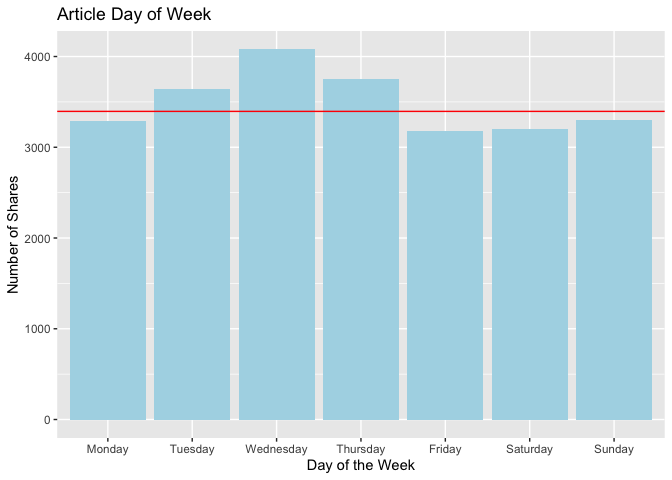 Article Day of Week
Number of Shares
4000
3000
2000
1000
0
Monday Tuesday Wednesday Thursday Friday Saturday Sunday
Day of the Week